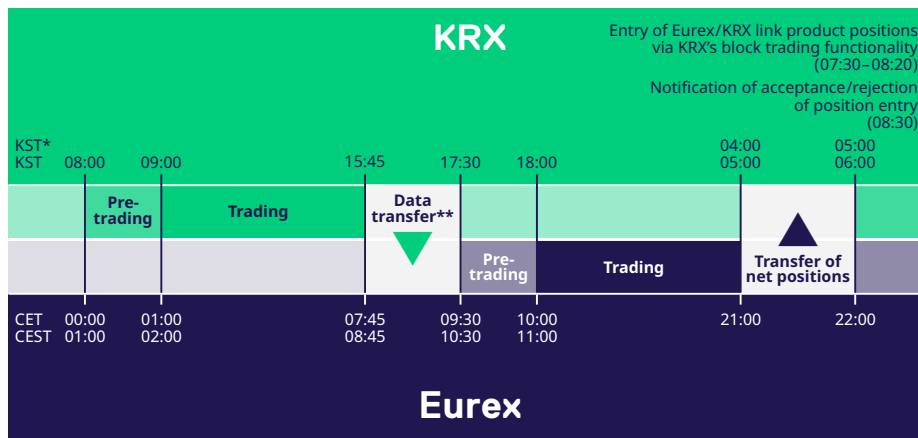 KRX
Entry of Eurex/KRX link product positions
via KRX's block trading functionality
(07:30–08:20)
Notification of acceptance/rejection
of position entry
(08:30)
KST* 04:00 05:00
KST 08:00 09:00 15:45 17:30 18:00 05:00 06:00
Pre-
trading
Trading
Data
transfer**
Pre-
trading
Trading
Transfer of
net positions
CET 00:00 01:00 07:45 09:30 10:00 21:00 22:00
CEST 01:00 02:00 08:45 10:30 11:00
Eurex